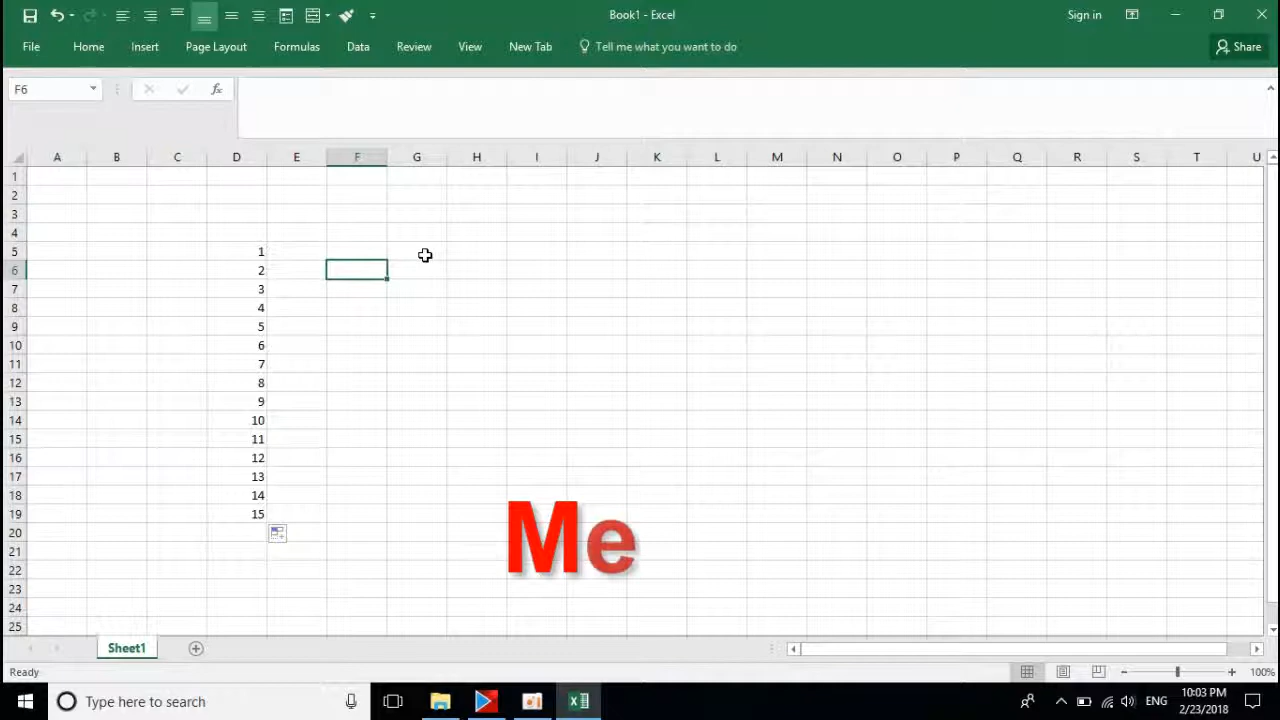 Book1 - Excel
Sign in
File Home Insert Page Layout Formulas Data Review View New Tab Tell me what you want to do Share
F6 fx
A B C D E F G H I J K L M N O P Q R S T U
1
2
3
4
5 1
6 2
7 3
8 4
9 5
10 6
11 7
12 8
13 9
14 10
15 11
16 12
17 13
18 14
19 15
20
21
22
23
24
25
Me
Sheet1
Ready 100%
Type here to search ENG 10:03 PM
2/23/2018